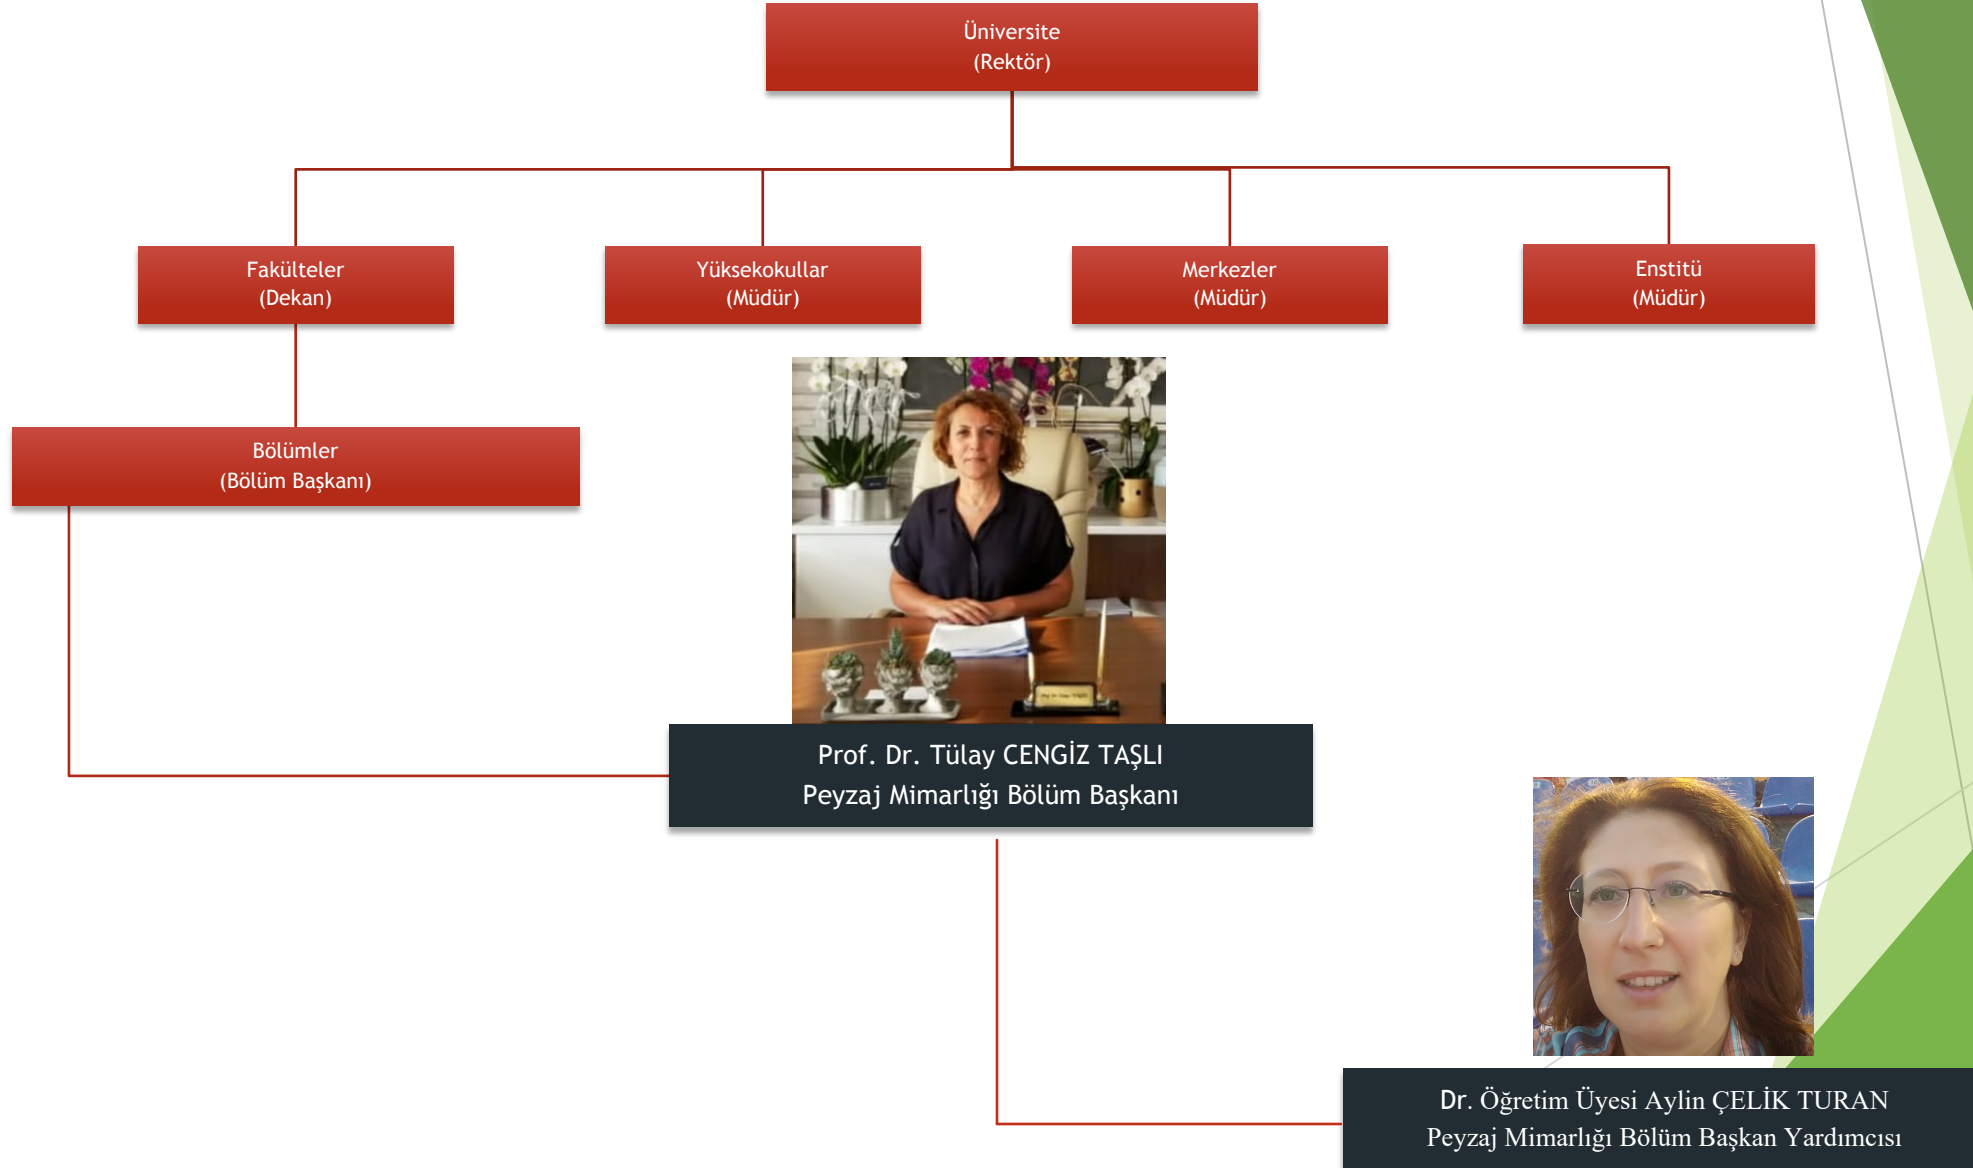 Üniversite
(Rektör)
Fakülteler
(Dekan)
Yüksekokullar
(Müdür)
Merkezler
(Müdür)
Enstitü
(Müdür)
Bölümler
(Bölüm Başkanı)
Prof. Dr. Tülay CENGİZ TAŞLI
Peyzaj Mimarlığı Bölüm Başkanı
Dr. Öğretim Üyesi Aylin ÇELİK TURAN
Peyzaj Mimarlığı Bölüm Başkan Yardımcısı